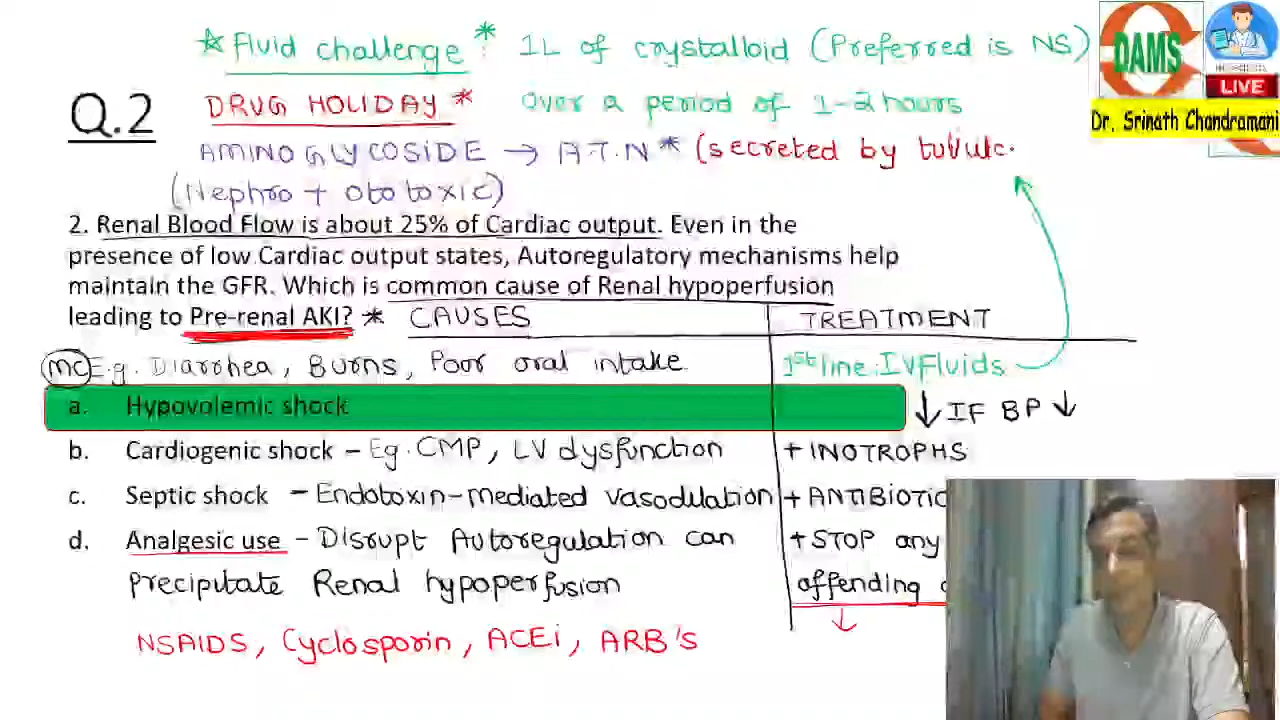 ☆Fluid challenge*: 1L of crystalloid (Preferred is NS)
DAMS
LIVE
Dr. Srinath Chandramani
Q.2
DRUG HOLIDAY * over a period of 1-2 hours
AMINOGLYCOSIDE → A.T.N* (secreted by
(Nephro + Ototoxic)
2. Renal Blood Flow is about 25% of Cardiac output. Even in the
presence of low Cardiac output states, Autoregulatory mechanisms help
maintain the GFR. Which is common cause of Renal hypoperfusion
leading to Pre-renal AKI? * CAUSES TREATMENT
MC E.g. Diarrhea, Burns, Poor oral intake 1st line: IVFluids
a. Hypovolemic shock ↓ IF BP ↓
b. Cardiogenic shock – Eg. CMP, LV dysfunction + INOTROPHS
c. Septic shock – Endotoxin-mediated vasodilation + ANTIBIOTIC
d. Analgesic use – Disrupt Autoregulation can + STOP any
precipitate Renal hypoperfusion offending
NSAIDS, Cyclosporin, ACEi, ARB's ↓